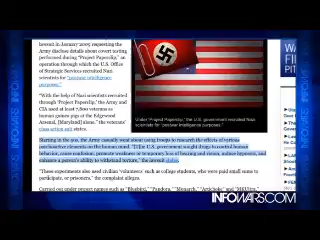 lawsuit in January 2009 requesting the
Army disclose details about covert testing
performed during "Project Paperclip," an
operation through which the U.S. Office
of Strategic Services recruited Nazi
scientists for "postwar intelligence
purposes."
"With the help of Nazi scientists recruited
through 'Project Paperclip,' the Army and
CIA used at least 7,800 veterans as
human guinea pigs at the Edgewood
Arsenal, (Maryland) alone," the veterans'
class action suit states.
Under "Project Paperclip," the U.S. government recruited Nazi
scientists for "postwar intelligence purposes."
Starting in the 50s, the Army casually went about using troops to research the effects of various
psychoactive elements on the human mind. "[T]he U.S. government sought drugs to control human
behavior, cause confusion, promote weakness or temporary loss of hearing and vision, induce hypnosis, and
enhance a person's ability to withstand torture," the lawsuit states.
"These experiments also used civilian 'volunteers' such as college students, who were paid small sums to
participate, or prisoners," the complaint alleges.
Carried out under project names such as "Bluebird," "Pandora," "Monarch," "Artichoke" and "MKUltra,"
WA
FI
PIT
INFOWARS.COM